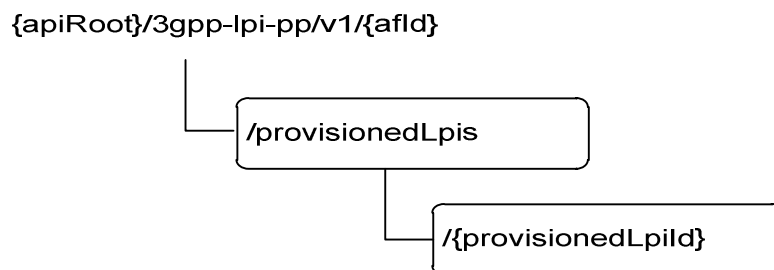 {apiRoot}/3gpp-lpi-pp/v1/{afId}
/provisionedLpis
/{provisionedLpiId}